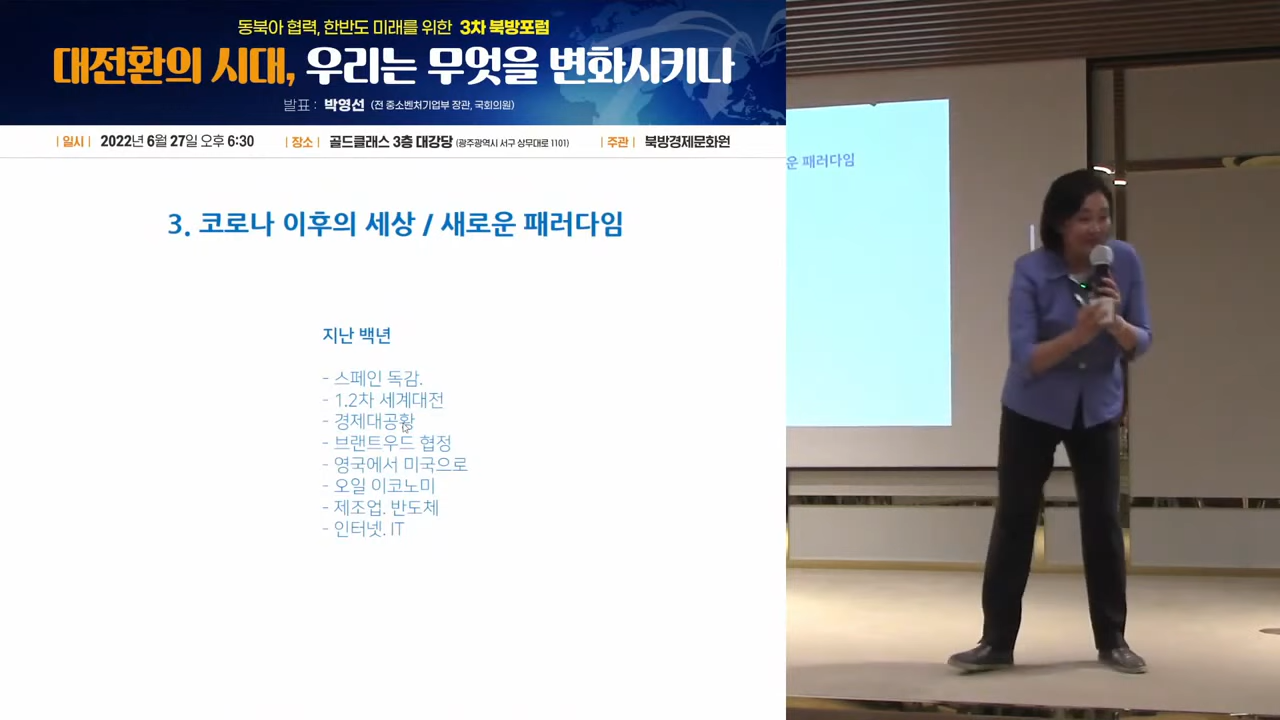 동북아 협력, 한반도 미래를 위한 3차 북방포럼
대전환의 시대, 우리는 무엇을 변화시키나
발표 : 박영선 (전 중소벤처기업부 장관, 국회의원)
| 일시 | 2022년 6월 27일 오후 6:30 | 장소 | 골드클래스 3층 대강당 (광주광역시 서구 상무대로 1101) | 주관 | 북방경제문화원
3. 코로나 이후의 세상 / 새로운 패러다임
지난 백년
- 스페인 독감.
- 1.2차 세계대전
- 경제대공황
- 브랜트우드 협정
- 영국에서 미국으로
- 오일 이코노미
- 제조업. 반도체
- 인터넷. IT
운 패러다임